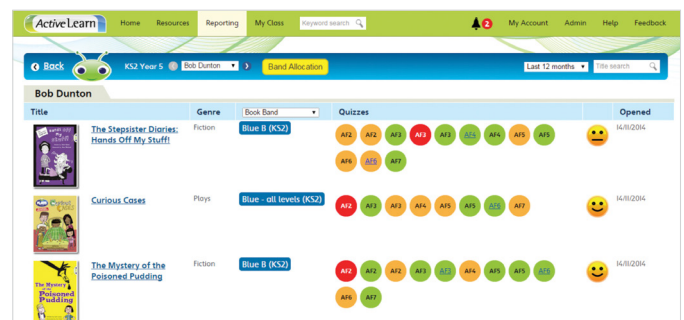 ActiveLearn Home Resources Reporting My Class Keyword search 2 My Account Admin Help Feedback
Back KS2 Year 5 Bob Dunton Band Allocation Last 12 months Title search
Bob Dunton
Title Genre Book Band Quizzes Opened
The Stepsister Diaries: Fiction Blue B (KS2) AF2 AF2 AF3 AF3 AF3 AF4 AF4 AF5 AF5 14/11/2014
Hands Off My Stuff!
AF6 AF6 AF7
Curious Cases Plays Blue - all levels (KS2) AF2 AF3 AF3 AF4 AF5 AF5 AF6 AF7 14/11/2014
The Mystery of the Fiction Blue B (KS2) AF2 AF2 AF2 AF3 AF3 AF4 AF5 AF5 AF6 14/11/2014
Poisoned Pudding
The Mystery
Poisoned
Pudding
AF6 AF7